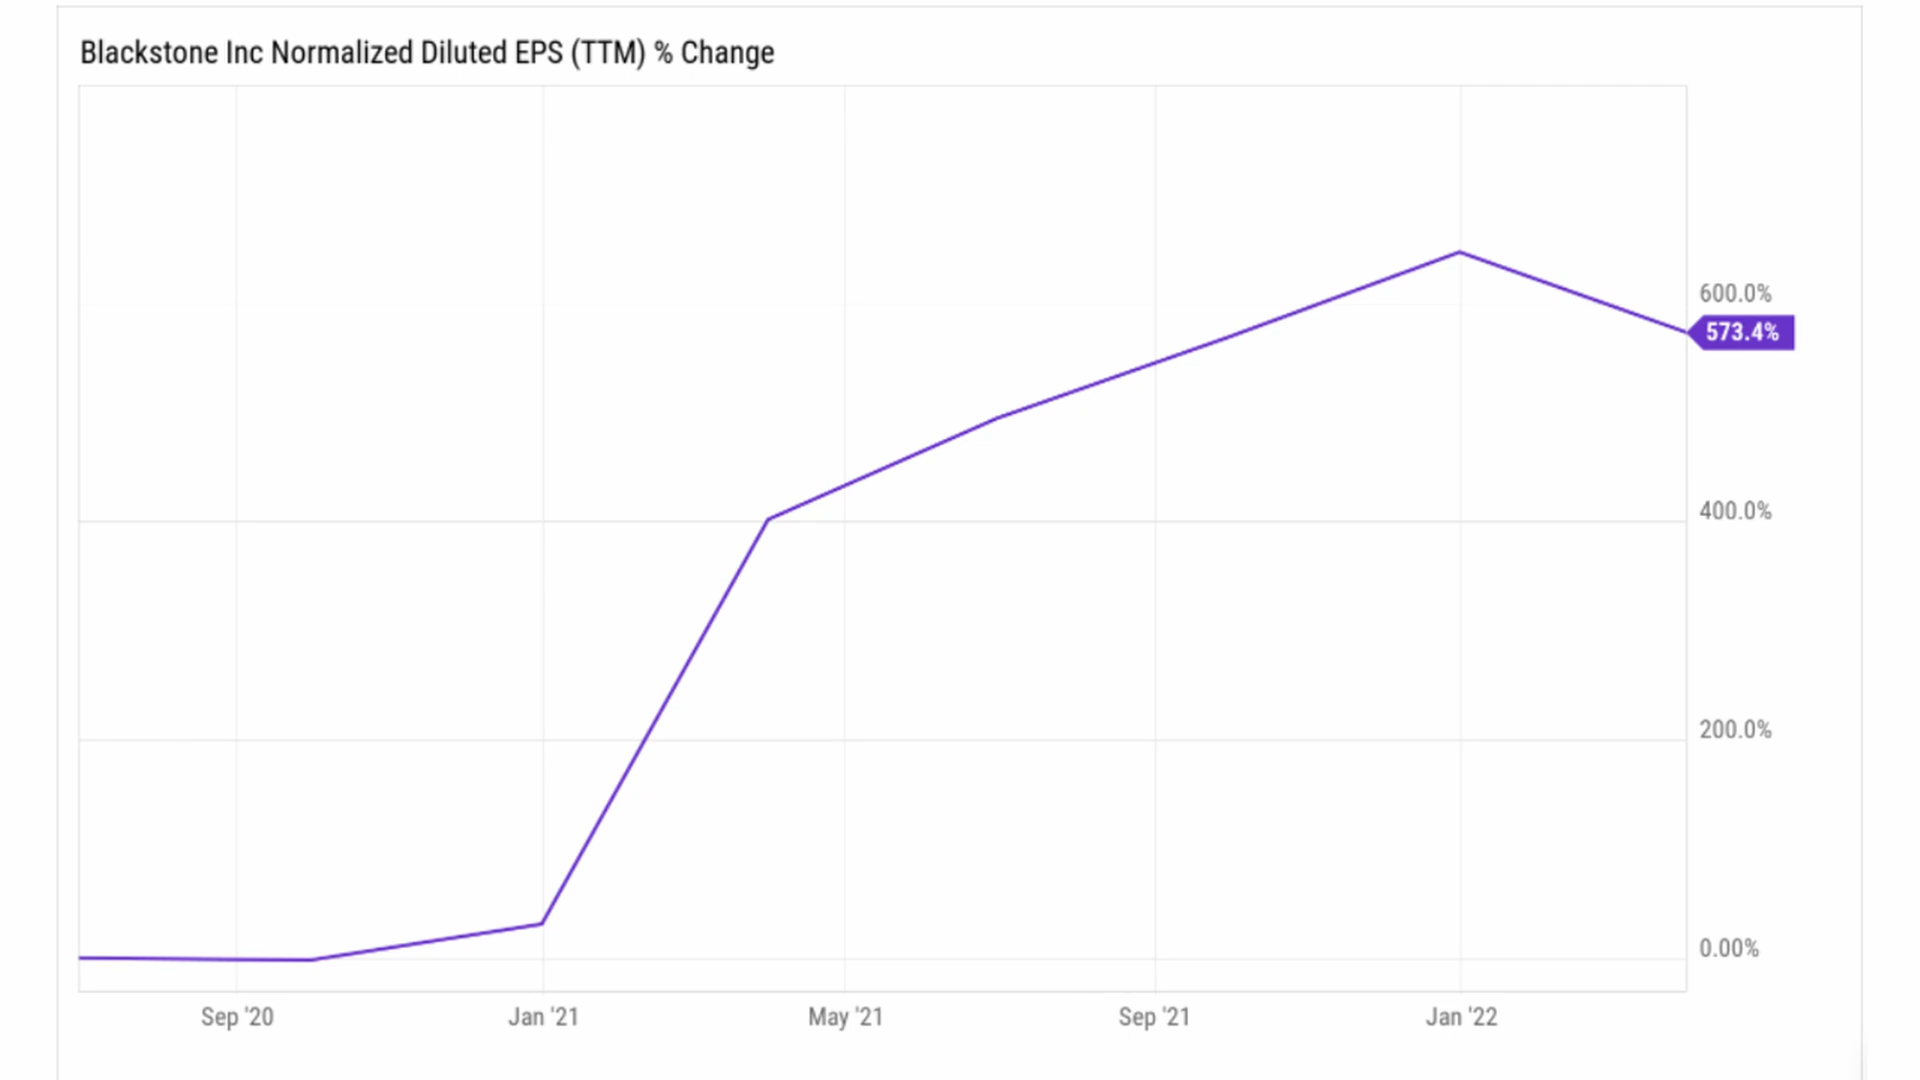 Blackstone Inc Normalized Diluted EPS (TTM) % Change
600.0%
573.4%
400.0%
200.0%
0.00%
Sep '20 Jan '21 May '21 Sep '21 Jan '22